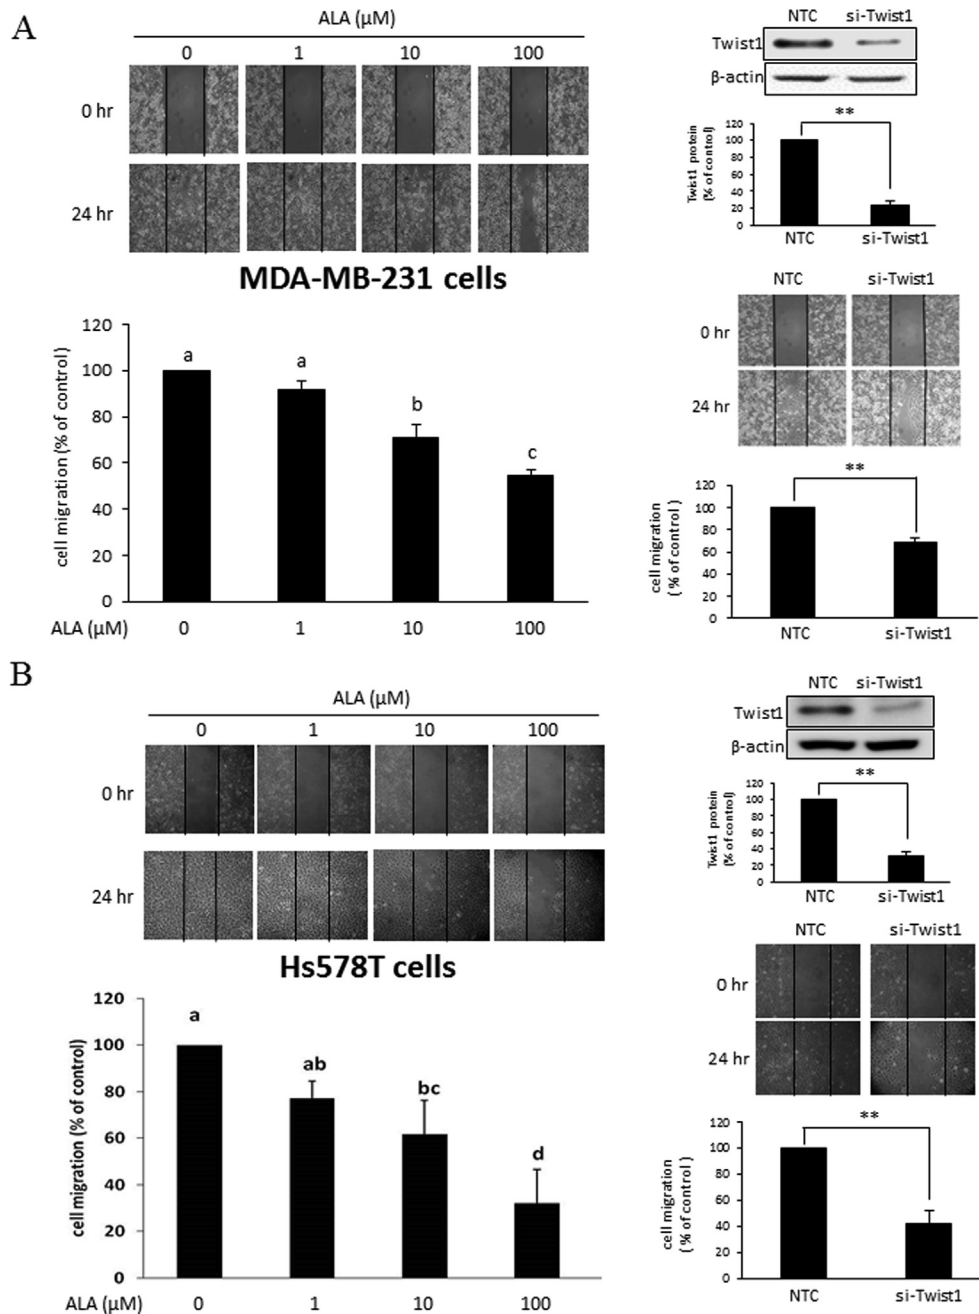 A
ALA (μM)
0 1 10 100
0 hr
24 hr
MDA-MB-231 cells
cell migration (% of control)
120
100
80
60
40
20
0
a
a
b
c
ALA (μM) 0 1 10 100
NTC si-Twist1
Twist1
β-actin
Twist1 protein
(% of control)
120
100
80
60
40
20
0
**
NTC si-Twist1
NTC si-Twist1
0 hr
24 hr
cell migration
( % of control )
120
100
80
60
40
20
0
**
NTC si-Twist1
B
ALA (μM)
0 1 10 100
0 hr
24 hr
Hs578T cells
cell migration (% of control)
120
100
80
60
40
20
0
a
ab
bc
d
ALA (μM) 0 1 10 100
NTC si-Twist1
Twist1
β-actin
Twist1 protein
(% of control)
120
100
80
60
40
20
0
**
NTC si-Twist1
NTC si-Twist1
0 hr
24 hr
cell migration
( % of control )
120
100
80
60
40
20
0
**
NTC si-Twist1